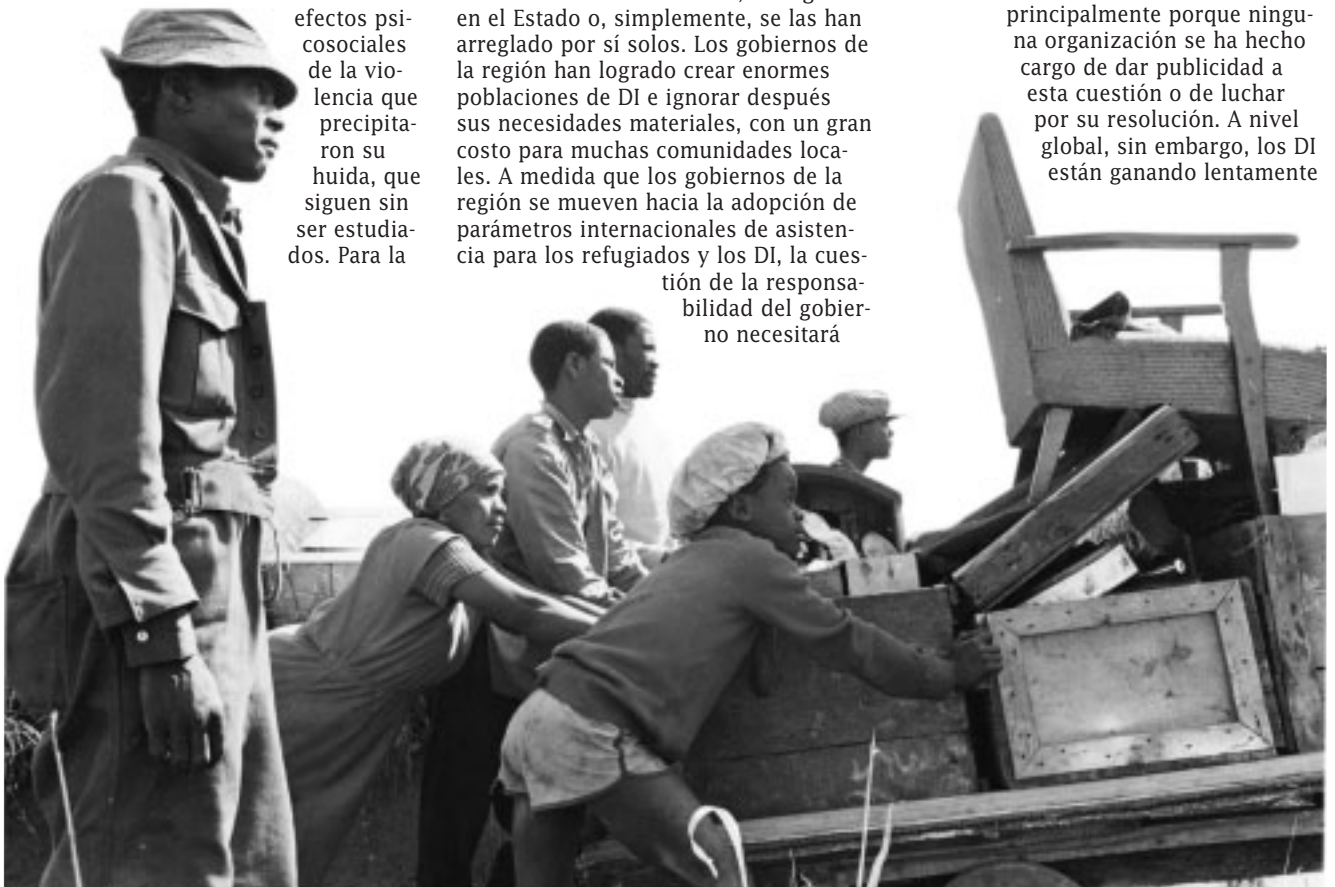 efectos psi-
cosociales
de la vio-
lencia que
precipita-
ron su
huida, que
siguen sin
ser estudia-
dos. Para la
en el Estado o, simplemente, se las han
arreglado por sí solos. Los gobiernos de
la región han logrado crear enormes
poblaciones de DI e ignorar después
sus necesidades materiales, con un gran
costo para muchas comunidades loca-
les. A medida que los gobiernos de la
región se mueven hacia la adopción de
parámetros internacionales de asisten-
cia para los refugiados y los DI, la cues-
tión de la responsa-
bilidad del gobier-
no necesitará
principalmente porque ningu-
na organización se ha hecho
cargo de dar publicidad a
esta cuestión o de luchar
por su resolución. A nivel
global, sin embargo, los DI
están ganando lentamente